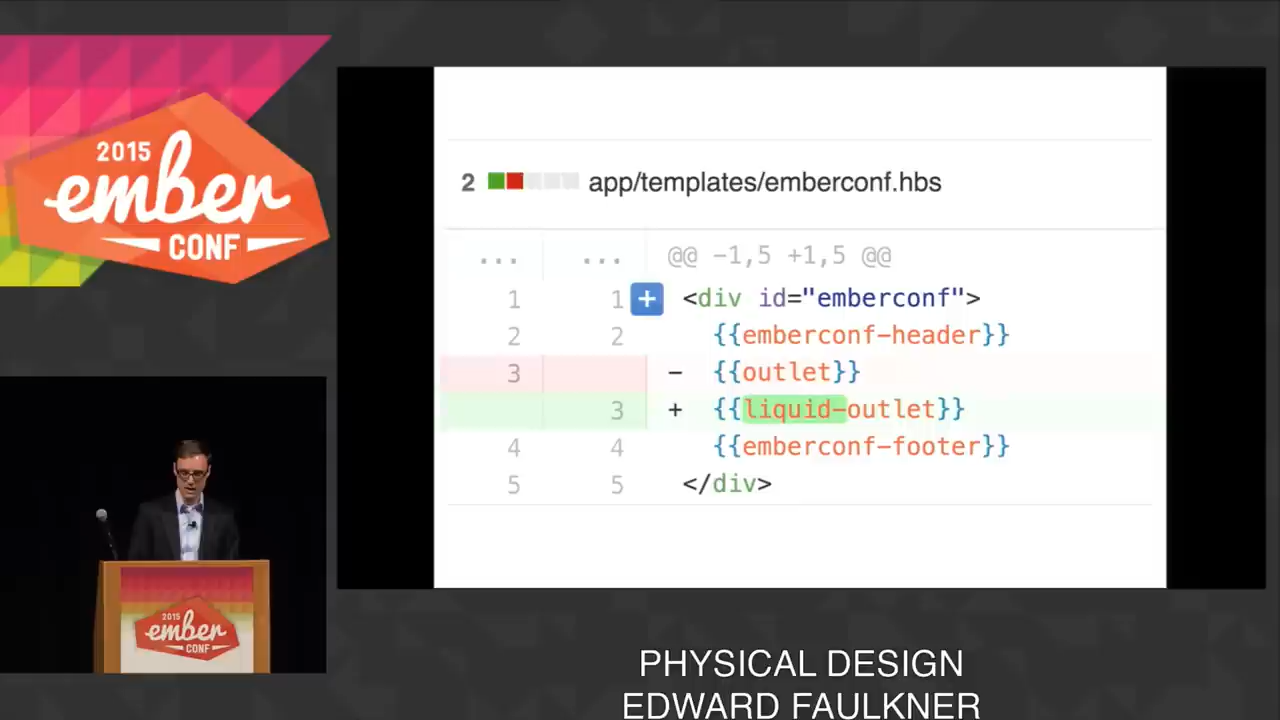 2015
ember
CONF
2 app/templates/emberconf.hbs
... ... @@ -1,5 +1,5 @@
1 1 + <div id="emberconf">
2 2 {{emberconf-header}}
3 - {{outlet}}
3 + {{liquid-outlet}}
4 4 {{emberconf-footer}}
5 5 </div>
2015
ember
CONF
PHYSICAL DESIGN
EDWARD FAULKNER